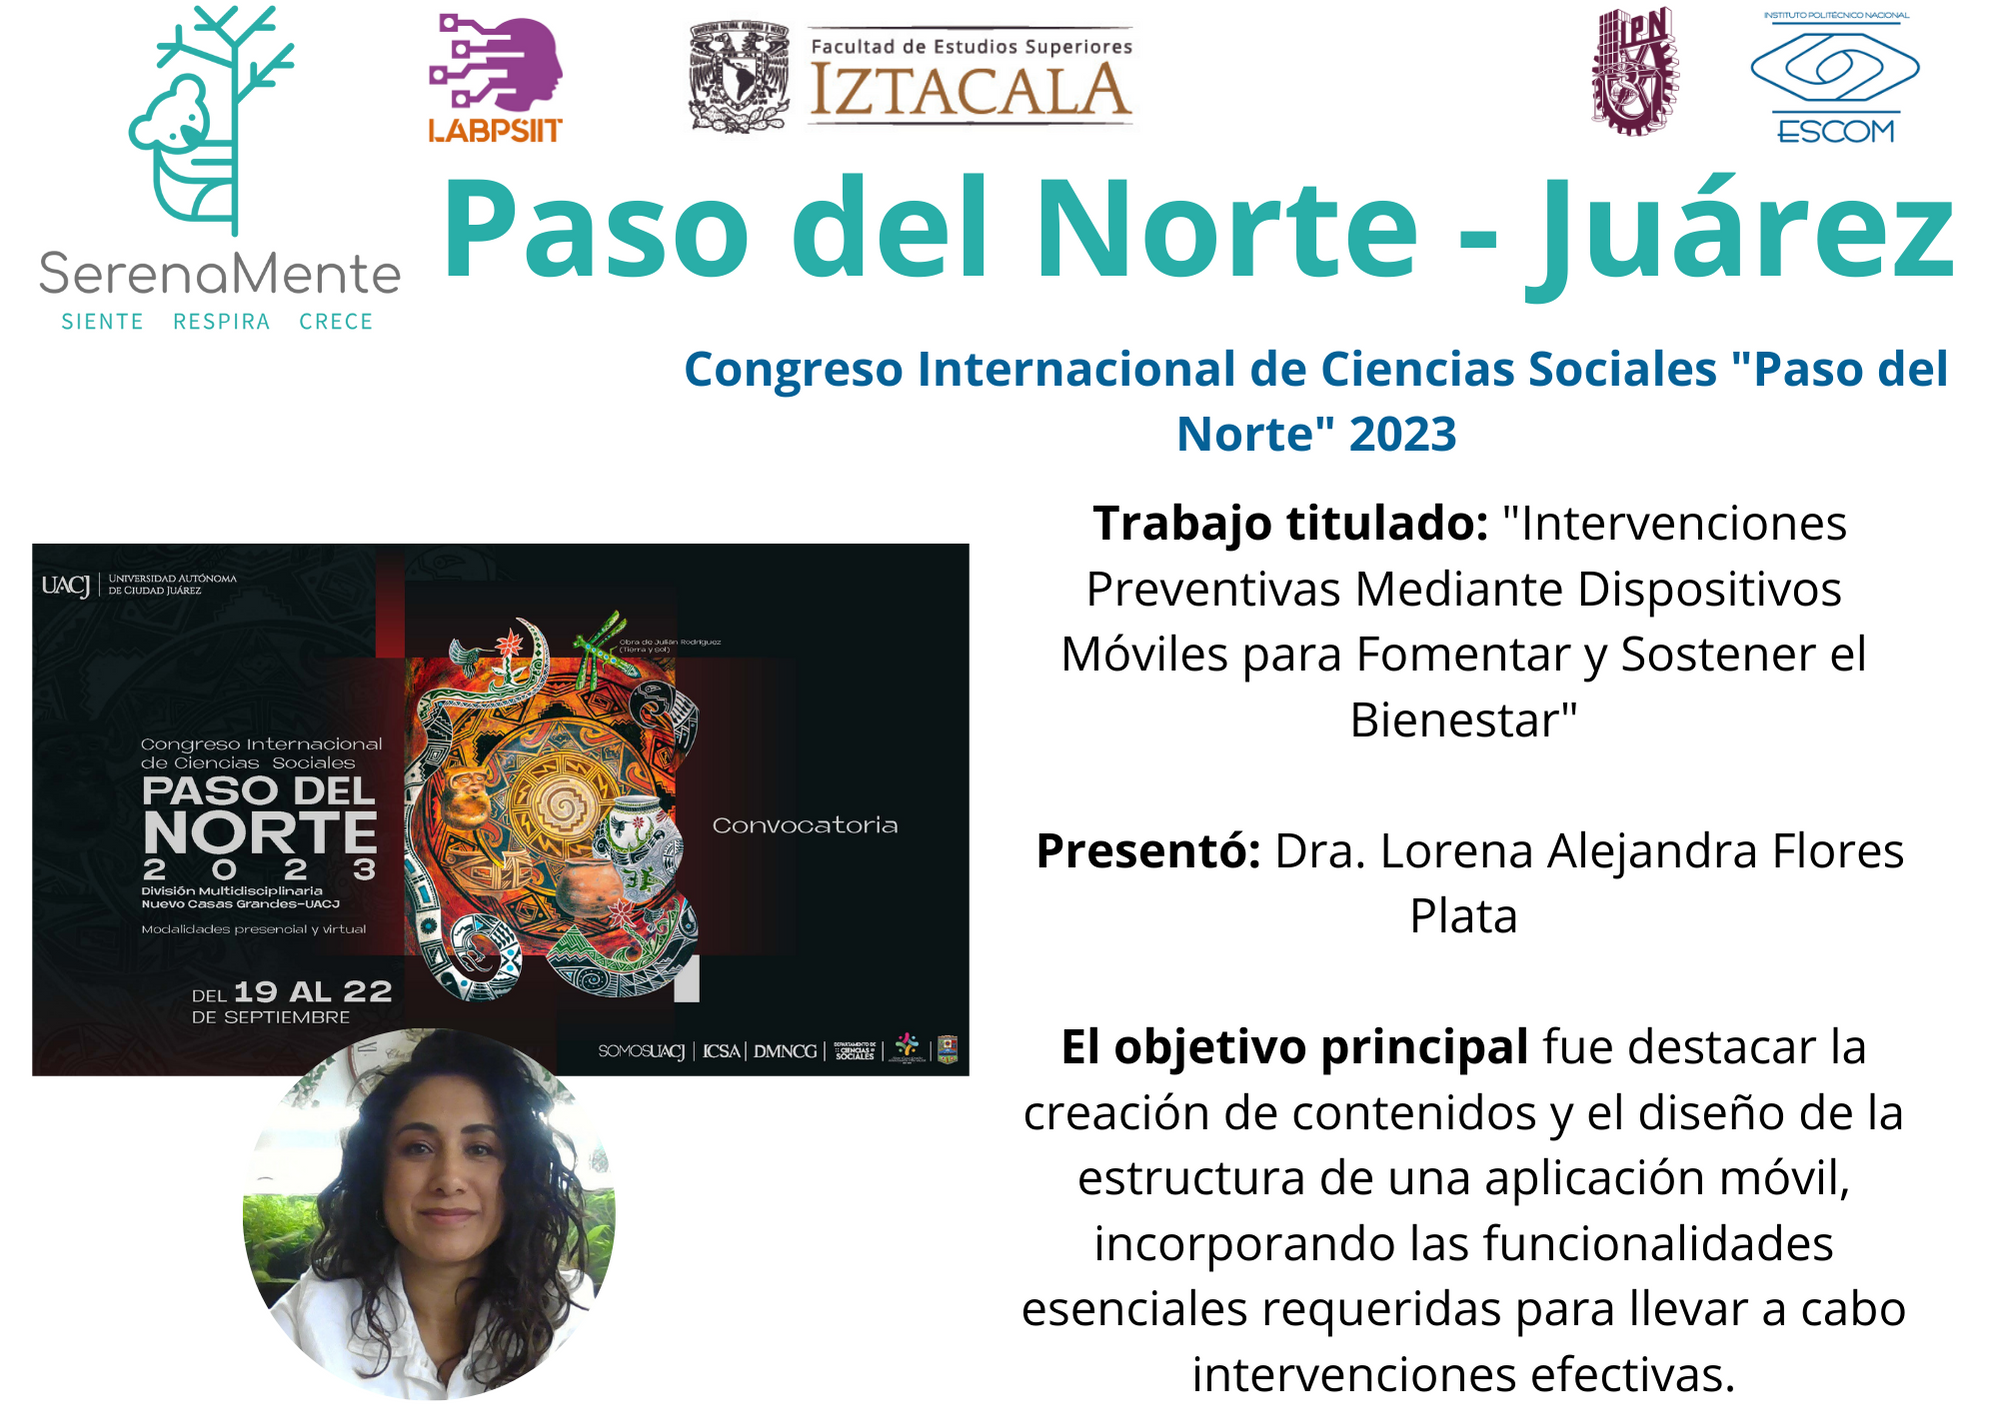 LABPSIIT
Facultad de Estudios Superiores
IZTACALA
IPN
INSTITUTO POLITÉCNICO NACIONAL
ESCOM
SerenaMente
SIENTE RESPIRA CRECE
Paso del Norte - Juárez
Congreso Internacional de Ciencias Sociales "Paso del
Norte" 2023
UACJ
UNIVERSIDAD AUTÓNOMA
DE CIUDAD JUÁREZ
Obra de Julián Rodríguez
(Tierra y sol)
Congreso Internacional
de Ciencias Sociales
PASO DEL
NORTE
2 0 2 3
División Multidisciplinaria
Nuevo Casas Grandes-UACJ
Modalidades presencial y virtual
DEL 19 AL 22
DE SEPTIEMBRE
Convocatoria
SOMOSUACJ | ICSA | DMNCG | DEPARTAMENTO DE
CIENCIAS
SOCIALES
Trabajo titulado: "Intervenciones
Preventivas Mediante Dispositivos
Móviles para Fomentar y Sostener el
Bienestar"
Presentó: Dra. Lorena Alejandra Flores
Plata
El objetivo principal fue destacar la
creación de contenidos y el diseño de la
estructura de una aplicación móvil,
incorporando las funcionalidades
esenciales requeridas para llevar a cabo
intervenciones efectivas.